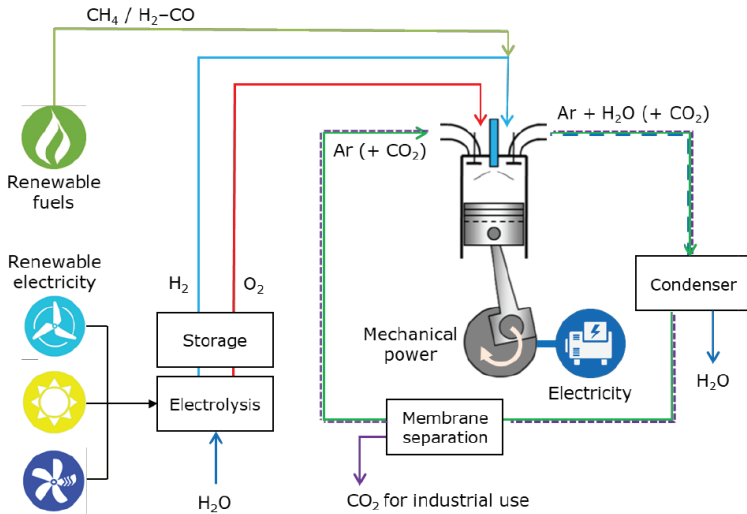 CH₄ / H₂–CO
Ar (+ CO₂)
Ar + H₂O (+ CO₂)
Renewable
fuels
Renewable
electricity
H₂
O₂
Storage
Electrolysis
H₂O
Mechanical
power
Electricity
Condenser
H₂O
Membrane
separation
CO₂ for industrial use